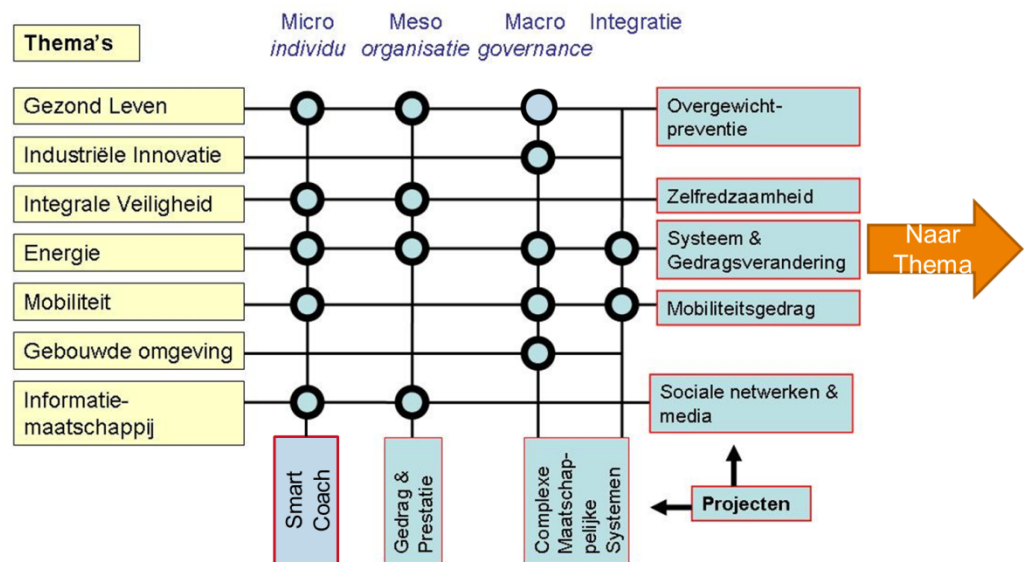 Thema's
Micro
individu
Meso
organisatie
Macro
governance
Integratie
Gezond Leven
Industriële Innovatie
Integrale Veiligheid
Energie
Mobiliteit
Gebouwde omgeving
Informatie-
maatschappij
Overgewicht-
preventie
Zelfredzaamheid
Systeem &
Gedragsverandering
Mobiliteitsgedrag
Sociale netwerken &
media
Naar
Thema
Smart
Coach
Gedrag &
Prestatie
Complexe
Maatschap-
pelijke
Systemen
Projecten